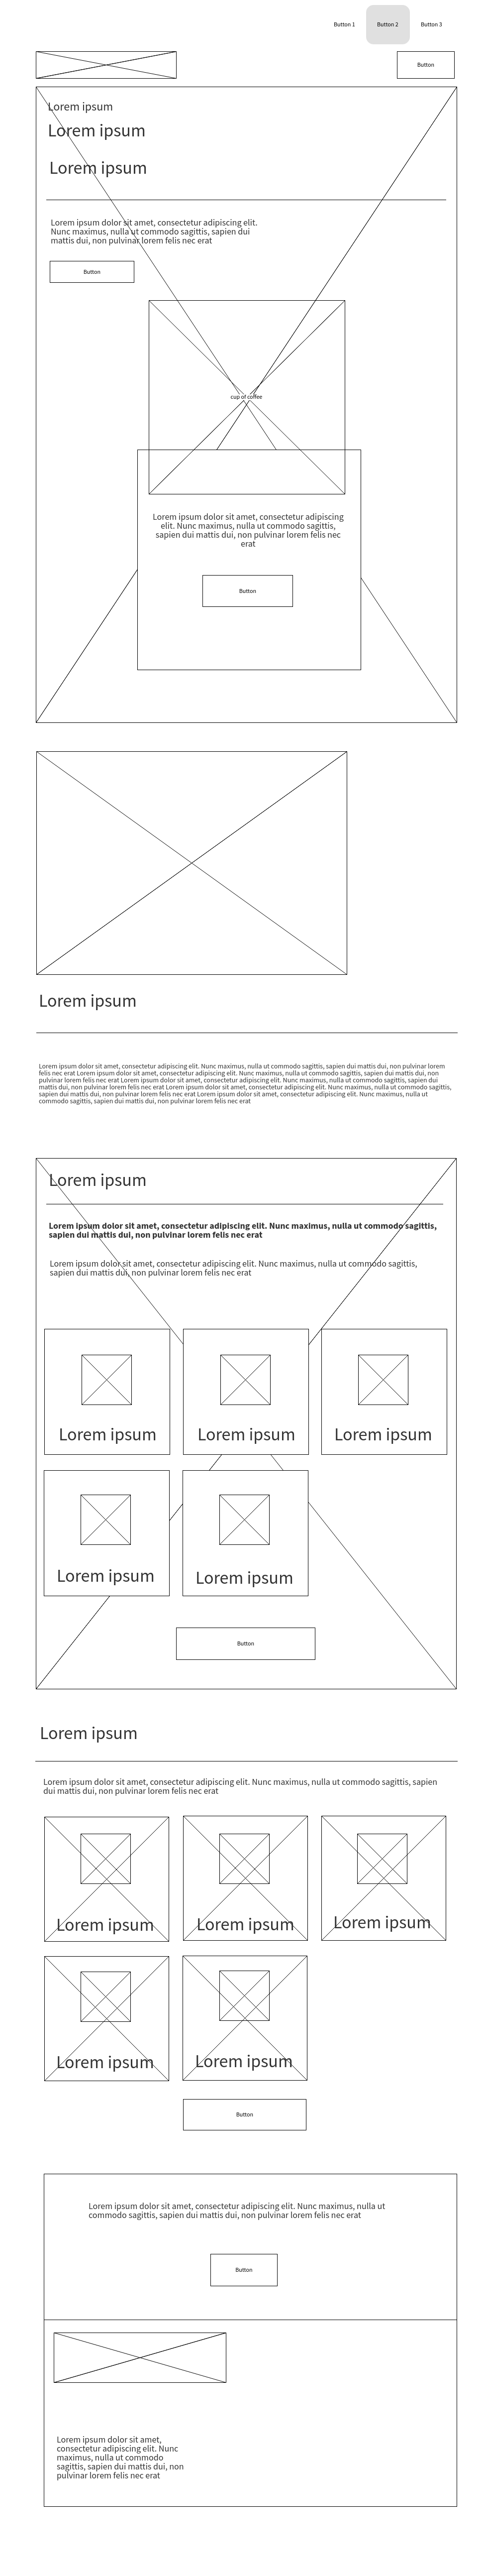 Button 1 Button 2 Button 3
Button
Lorem ipsum
Lorem ipsum
Lorem ipsum
Lorem ipsum dolor sit amet, consectetur adipiscing elit.
Nunc maximus, nulla ut commodo sagittis, sapien dui
mattis dui, non pulvinar lorem felis nec erat
Button
cup of coffee
Lorem ipsum dolor sit amet, consectetur adipiscing
elit. Nunc maximus, nulla ut commodo sagittis,
sapien dui mattis dui, non pulvinar lorem felis nec
erat
Button
Lorem ipsum
Lorem ipsum dolor sit amet, consectetur adipiscing elit. Nunc maximus, nulla ut commodo sagittis, sapien dui mattis dui, non pulvinar lorem
felis nec erat Lorem ipsum dolor sit amet, consectetur adipiscing elit. Nunc maximus, nulla ut commodo sagittis, sapien dui mattis dui, non
pulvinar lorem felis nec erat Lorem ipsum dolor sit amet, consectetur adipiscing elit. Nunc maximus, nulla ut commodo sagittis, sapien dui
mattis dui, non pulvinar lorem felis nec erat Lorem ipsum dolor sit amet, consectetur adipiscing elit. Nunc maximus, nulla ut commodo sagittis,
sapien dui mattis dui, non pulvinar lorem felis nec erat Lorem ipsum dolor sit amet, consectetur adipiscing elit. Nunc maximus, nulla ut
commodo sagittis, sapien dui mattis dui, non pulvinar lorem felis nec erat
Lorem ipsum
Lorem ipsum dolor sit amet, consectetur adipiscing elit. Nunc maximus, nulla ut commodo sagittis,
sapien dui mattis dui, non pulvinar lorem felis nec erat
Lorem ipsum dolor sit amet, consectetur adipiscing elit. Nunc maximus, nulla ut commodo sagittis,
sapien dui mattis dui, non pulvinar lorem felis nec erat
Lorem ipsum Lorem ipsum Lorem ipsum
Lorem ipsum Lorem ipsum
Button
Lorem ipsum
Lorem ipsum dolor sit amet, consectetur adipiscing elit. Nunc maximus, nulla ut commodo sagittis, sapien
dui mattis dui, non pulvinar lorem felis nec erat
Lorem ipsum Lorem ipsum Lorem ipsum
Lorem ipsum Lorem ipsum
Button
Lorem ipsum dolor sit amet, consectetur adipiscing elit. Nunc maximus, nulla ut
commodo sagittis, sapien dui mattis dui, non pulvinar lorem felis nec erat
Button
Lorem ipsum dolor sit amet,
consectetur adipiscing elit. Nunc
maximus, nulla ut commodo
sagittis, sapien dui mattis dui, non
pulvinar lorem felis nec erat